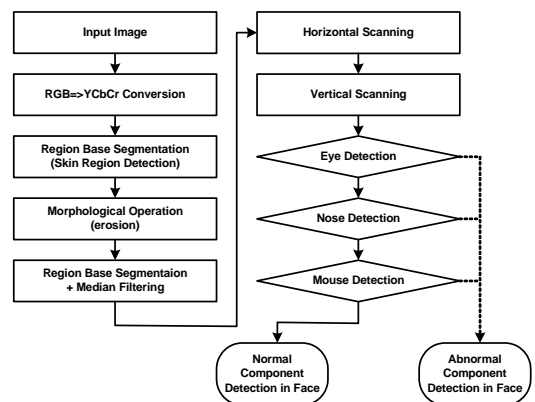 Input Image
RGB=>YCbCr Conversion
Region Base Segmentation
(Skin Region Detection)
Morphological Operation
(erosion)
Region Base Segmentaion
+ Median Filtering
Horizontal Scanning
Vertical Scanning
Eye Detection
Nose Detection
Mouse Detection
Normal
Component
Detection in Face
Abnormal
Component
Detection in Face